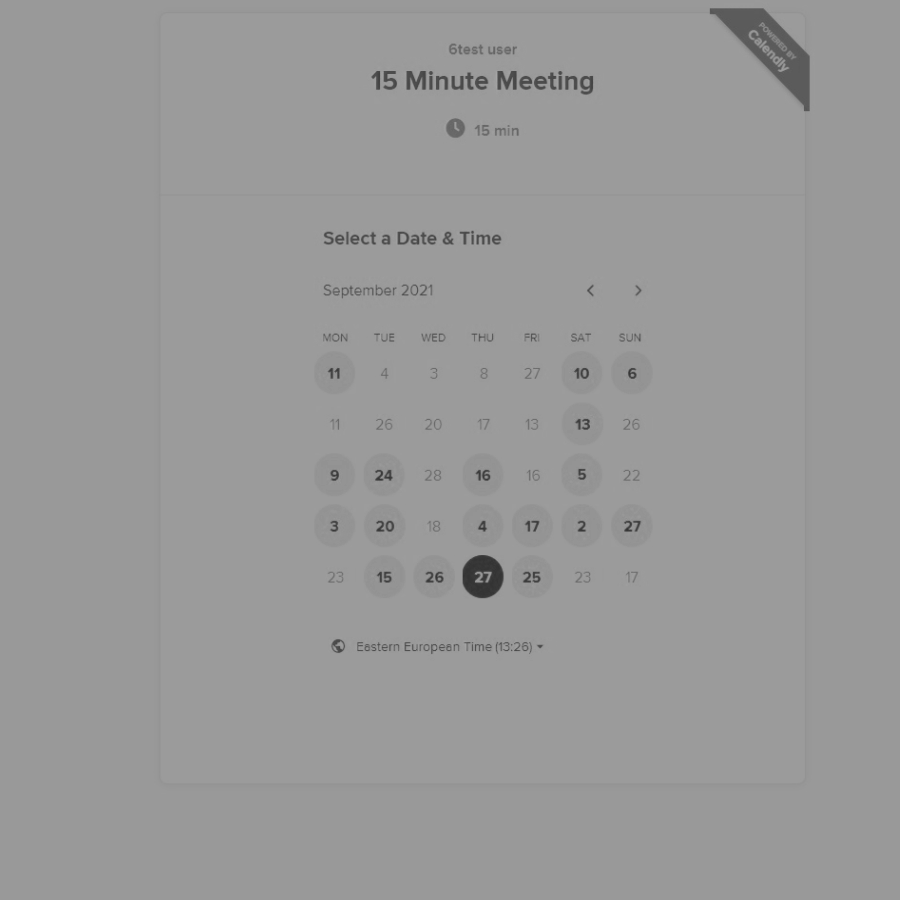 POWERED BY
Calendly
6test user
15 Minute Meeting
15 min
Select a Date & Time
September 2021
MON TUE WED THU FRI SAT SUN
11 4 3 8 27 10 6
11 26 20 17 13 13 26
9 24 28 16 16 5 22
3 20 18 4 17 2 27
23 15 26 27 25 23 17
Eastern European Time (13:26)